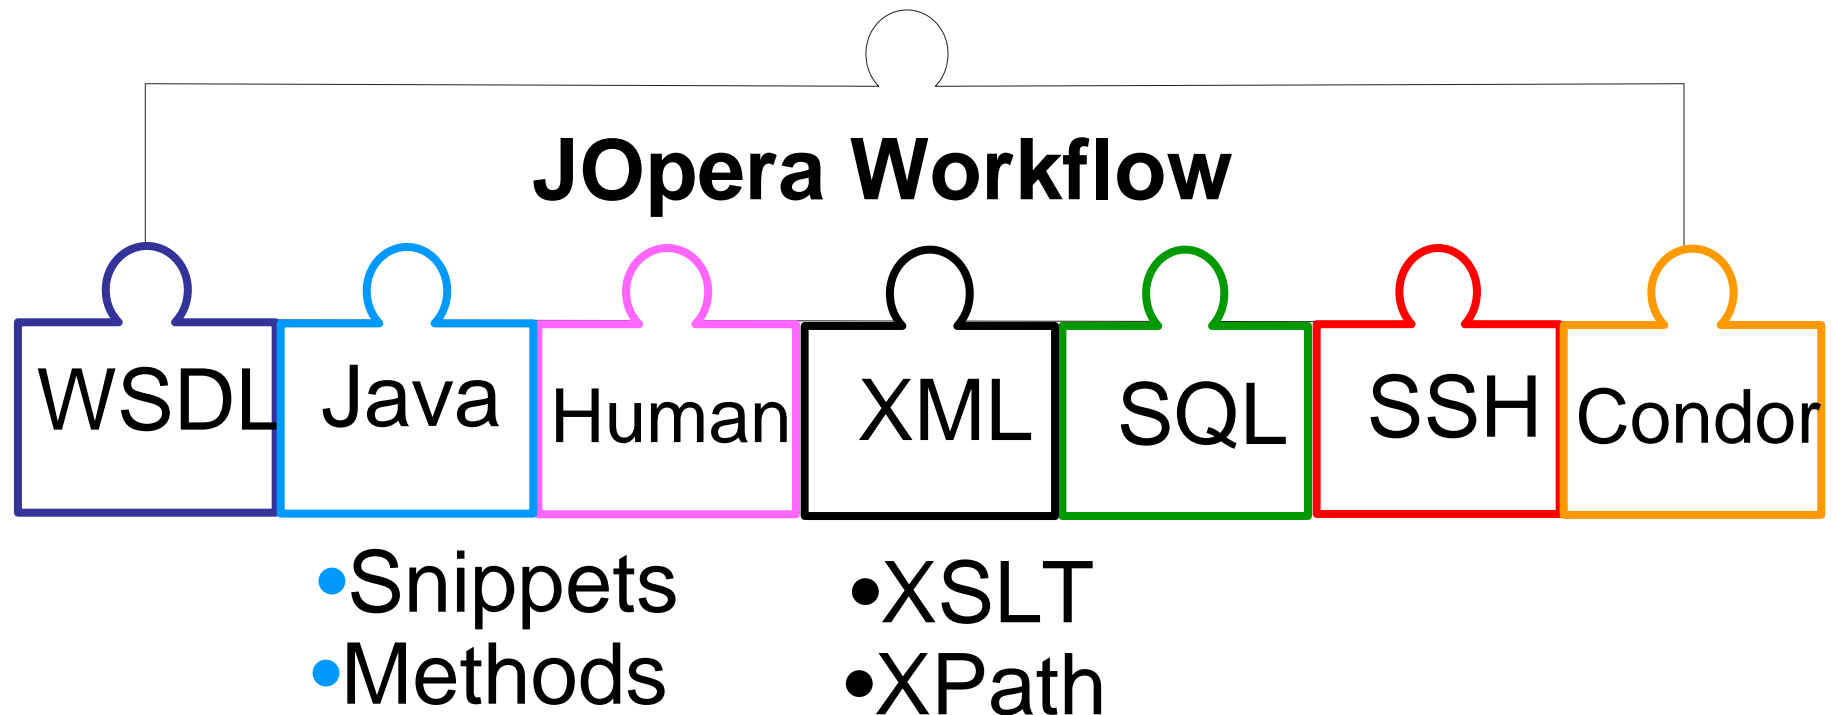 JOpera Workflow
WSDL Java Human XML SQL SSH Condor
•Snippets
•Methods
•XSLT
•XPath